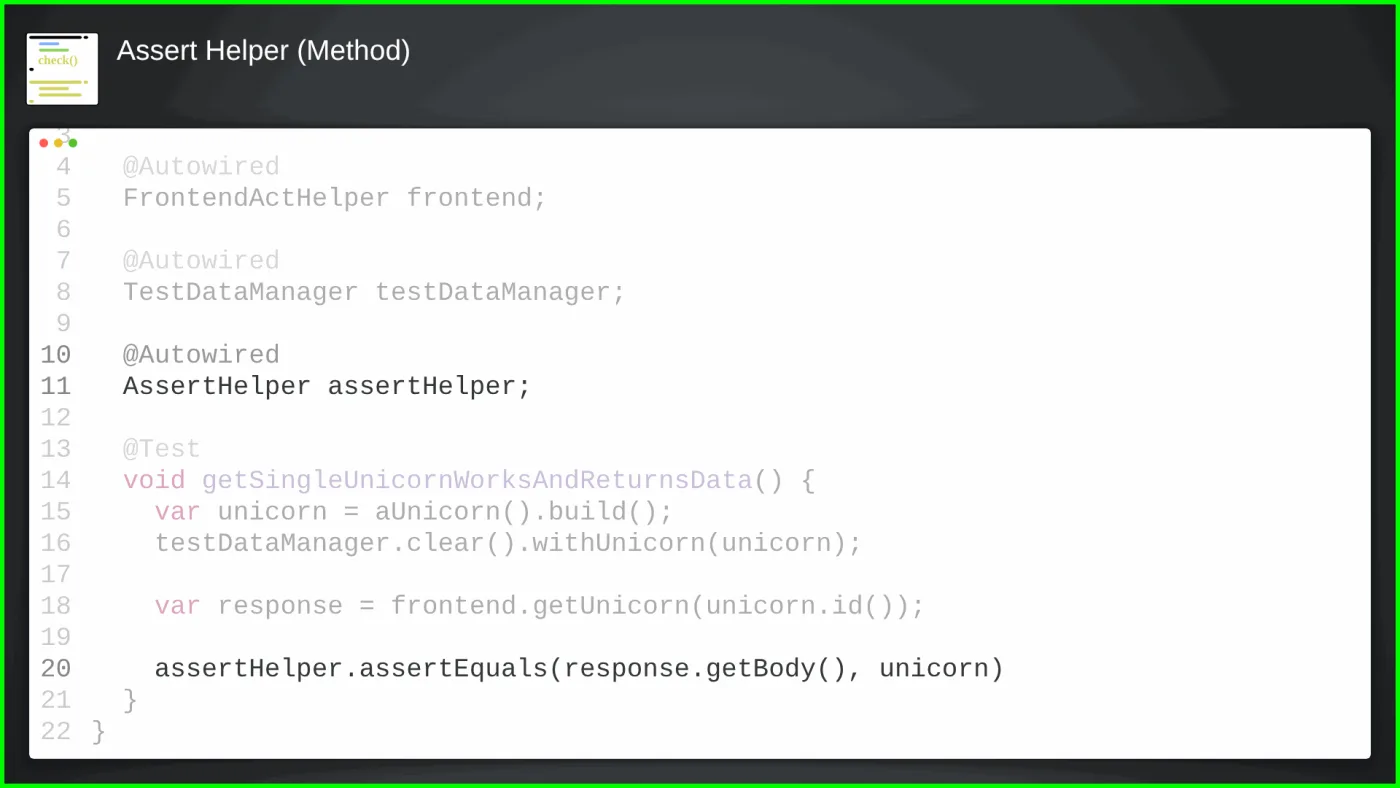 check()
Assert Helper (Method)
3
4 @Autowired
5 FrontendActHelper frontend;
6
7 @Autowired
8 TestDataManager testDataManager;
9
10 @Autowired
11 AssertHelper assertHelper;
12
13 @Test
14 void getSingleUnicornWorksAndReturnsData() {
15 var unicorn = aUnicorn().build();
16 testDataManager.clear().withUnicorn(unicorn);
17
18 var response = frontend.getUnicorn(unicorn.id());
19
20 assertHelper.assertEquals(response.getBody(), unicorn)
21 }
22 }